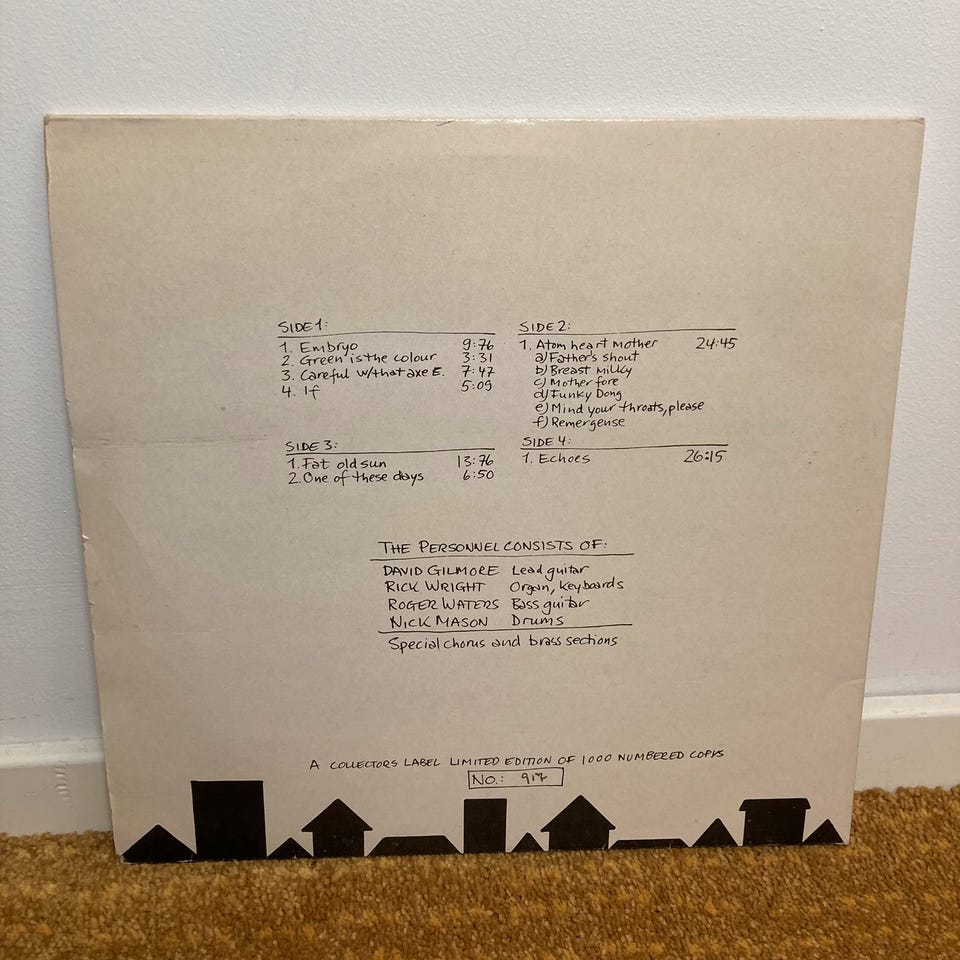 SIDE 1:
1. Embryo 9:76
2. Green is the colour 3:31
3. Careful w/that axe E. 7:47
4. If 5:09
SIDE 2:
1. Atom heart Mother 24:45
a) Father's shout
b) Breast Milky
c) Mother fore
d) Funky Dong
e) Mind your throats, please
f) Remergense
SIDE 3:
1. Fat old sun 13:76
2. One of these days 6:50
SIDE 4:
1. Echoes 26:15
THE PERSONNEL CONSISTS OF:
DAVID GILMORE Lead guitar
RICK WRIGHT Organ, keyboards
ROGER WATERS Bass guitar
NICK MASON Drums
Special chorus and brass sections
A COLLECTORS LABEL LIMITED EDITION OF 1000 NUMBERED COPYS
NO.: 917